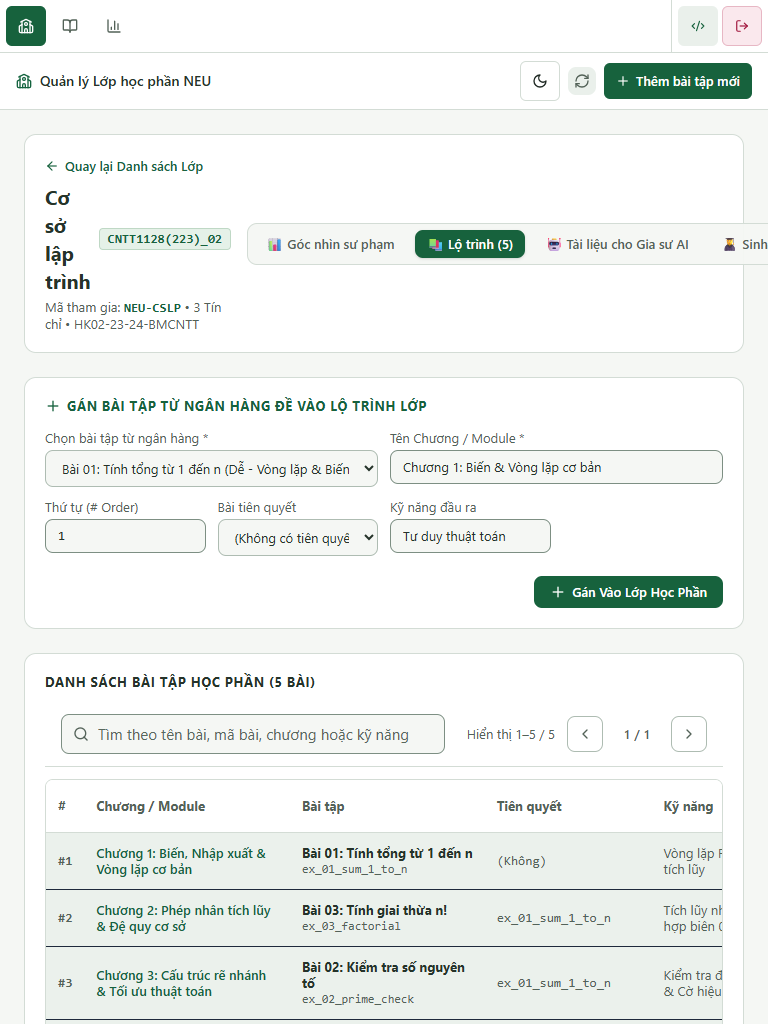 Quản lý Lớp học phần NEU
Thêm bài tập mới
Quay lại Danh sách Lớp
Cơ
sở
lập
trình
CNTT1128(223)_02
Góc nhìn sư phạm
Lộ trình (5)
Tài liệu cho Gia sư AI
Sinh
Mã tham gia: NEU-CSLP • 3 Tín
chỉ • HK02-23-24-BMCNTT
GÁN BÀI TẬP TỪ NGÂN HÀNG ĐỀ VÀO LỘ TRÌNH LỚP
Chọn bài tập từ ngân hàng *
Tên Chương / Module *
Bài 01: Tính tổng từ 1 đến n (Dễ - Vòng lặp & Biến
Chương 1: Biến & Vòng lặp cơ bản
Thứ tự (# Order)
Bài tiên quyết
Kỹ năng đầu ra
1
(Không có tiên quyế
Tư duy thuật toán
Gán Vào Lớp Học Phần
DANH SÁCH BÀI TẬP HỌC PHẦN (5 BÀI)
Tìm theo tên bài, mã bài, chương hoặc kỹ năng
Hiển thị 1–5 / 5
1 / 1
# Chương / Module Bài tập Tiên quyết Kỹ năng
#1
Chương 1: Biến, Nhập xuất &
Vòng lặp cơ bản
Bài 01: Tính tổng từ 1 đến n
ex_01_sum_1_to_n
(Không)
Vòng lặp
tích lũy
#2
Chương 2: Phép nhân tích lũy
& Đệ quy cơ sở
Bài 03: Tính giai thừa n!
ex_03_factorial
ex_01_sum_1_to_n
Tích lũy
hợp biên
#3
Chương 3: Cấu trúc rẽ nhánh
& Tối ưu thuật toán
Bài 02: Kiểm tra số nguyên
tố
ex_02_prime_check
ex_01_sum_1_to_n
Kiểm tra
& Cờ hiệu